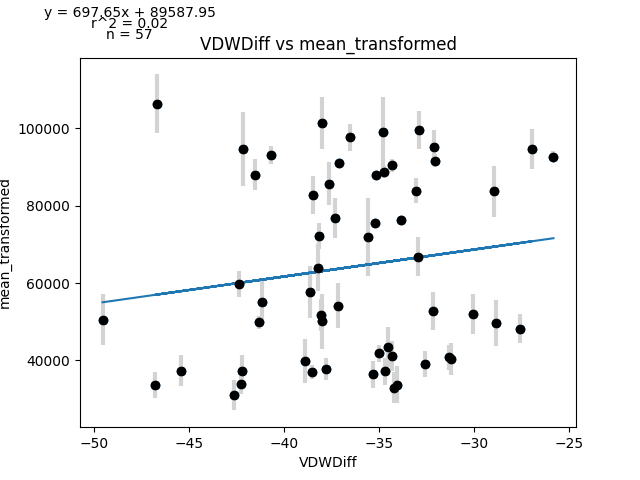 y = 697.65x + 89587.95
r^2 = 0.02
n = 57
VDWDiff vs mean_transformed
mean_transformed
100000
80000
60000
40000
−50
−45
−40
−35
−30
−25
VDWDiff